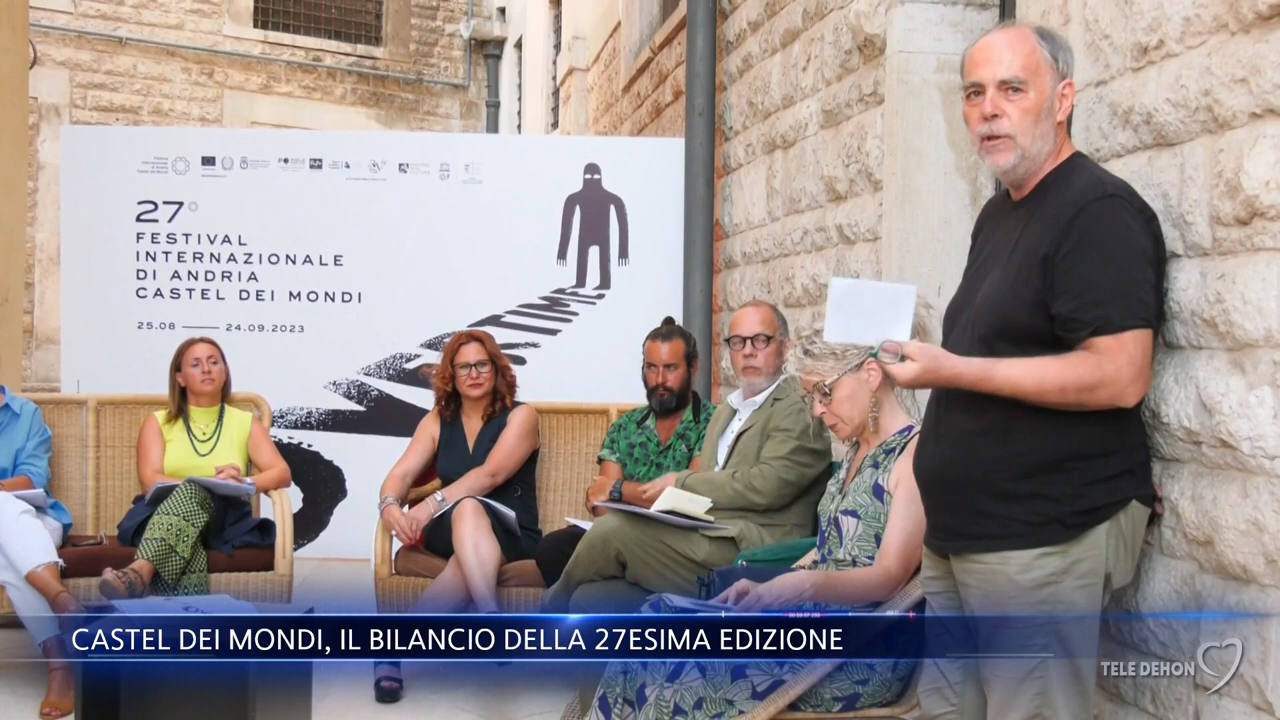 27°
FESTIVAL
INTERNAZIONALE
DI ANDRIA
CASTEL DEI MONDI
25.08 — 24.09.2023
TIME
CASTEL DEI MONDI, IL BILANCIO DELLA 27ESIMA EDIZIONE
TELE DEHON